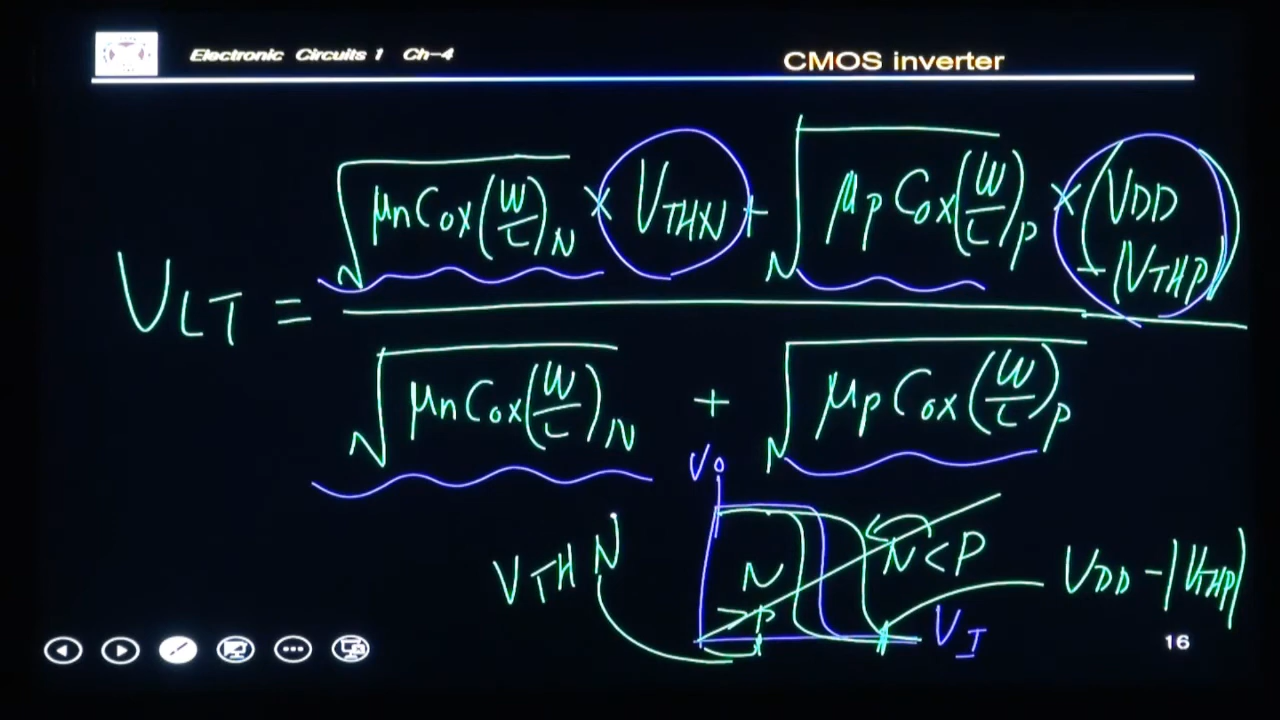 Electronic Circuits 1 Ch-4
CMOS inverter
VLT = (√(μnCox(W/L)N) × VTHN + √(μpCox(W/L)P) × (VDD - |VTHP|)) / (√(μnCox(W/L)N) + √(μpCox(W/L)P))
Vo
VTHN
N > P
N < P
VDD - |VTHP|
VI
16